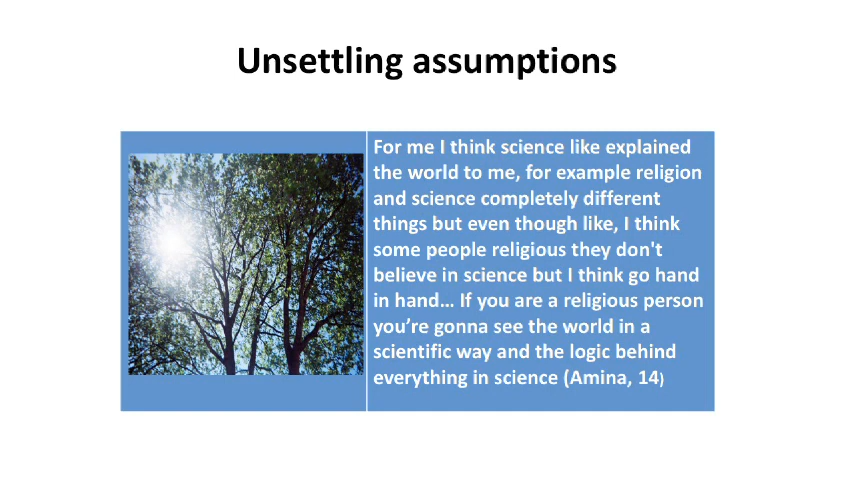 Unsettling assumptions
For me I think science like explained
the world to me, for example religion
and science completely different
things but even though like, I think
some people religious they don't
believe in science but I think go hand
in hand... If you are a religious person
you’re gonna see the world in a
scientific way and the logic behind
everything in science (Amina, 14)